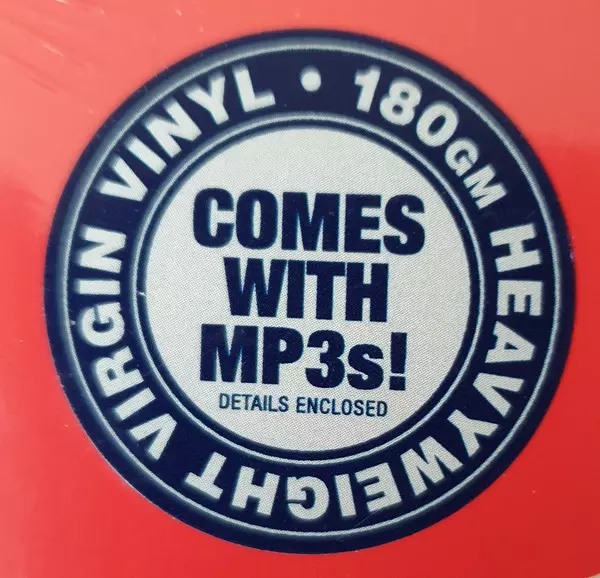 180GM HEAVYWEIGHT VIRGIN VINYL •
COMES
WITH
MP3s!
DETAILS ENCLOSED